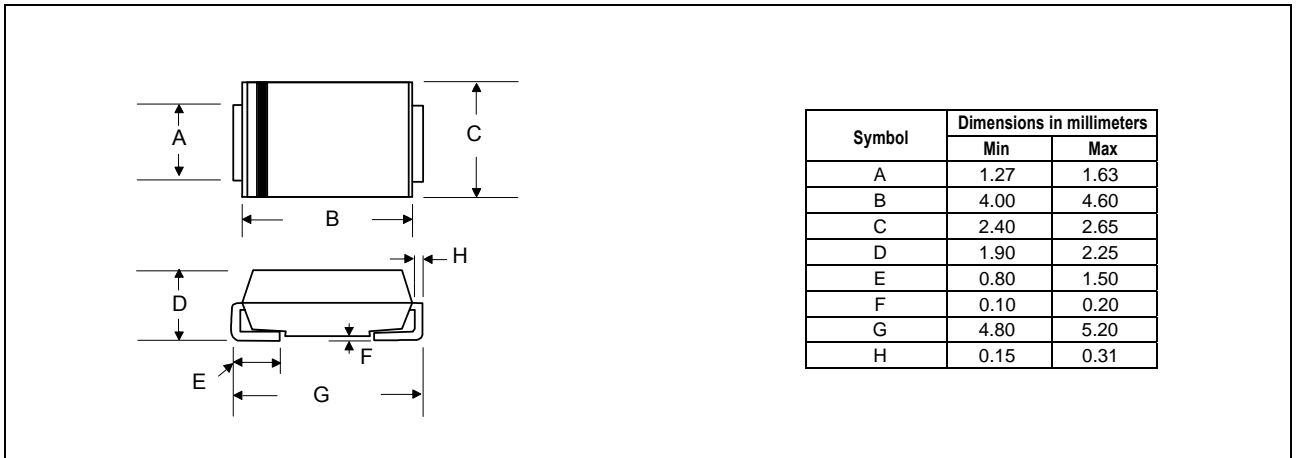 A
C
B
H
D
F
E
G
Symbol Dimensions in millimeters
Min Max
A 1.27 1.63
B 4.00 4.60
C 2.40 2.65
D 1.90 2.25
E 0.80 1.50
F 0.10 0.20
G 4.80 5.20
H 0.15 0.31